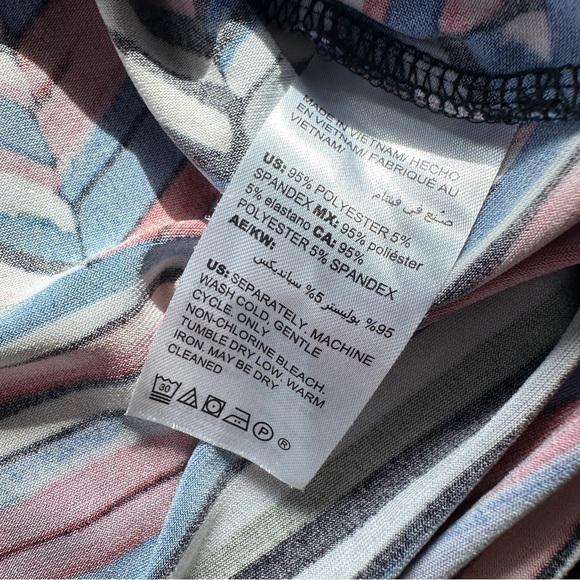 MADE IN VIETNAM/ HECHO
EN VIETNAM/ FABRIQUÉ AU
VIETNAM/
صنع في فيتنام
US: 95% POLYESTER 5%
SPANDEX MX: 95% poliéster
5% elastano CA: 95%
POLYESTER 5% SPANDEX
AE/KW:
95% بوليستر 5% سبانديكس
US: SEPARATELY, MACHINE
WASH COLD, GENTLE
CYCLE, ONLY
NON-CHLORINE BLEACH,
TUMBLE DRY LOW, WARM
IRON, MAY BE DRY
CLEANED
30 P ®